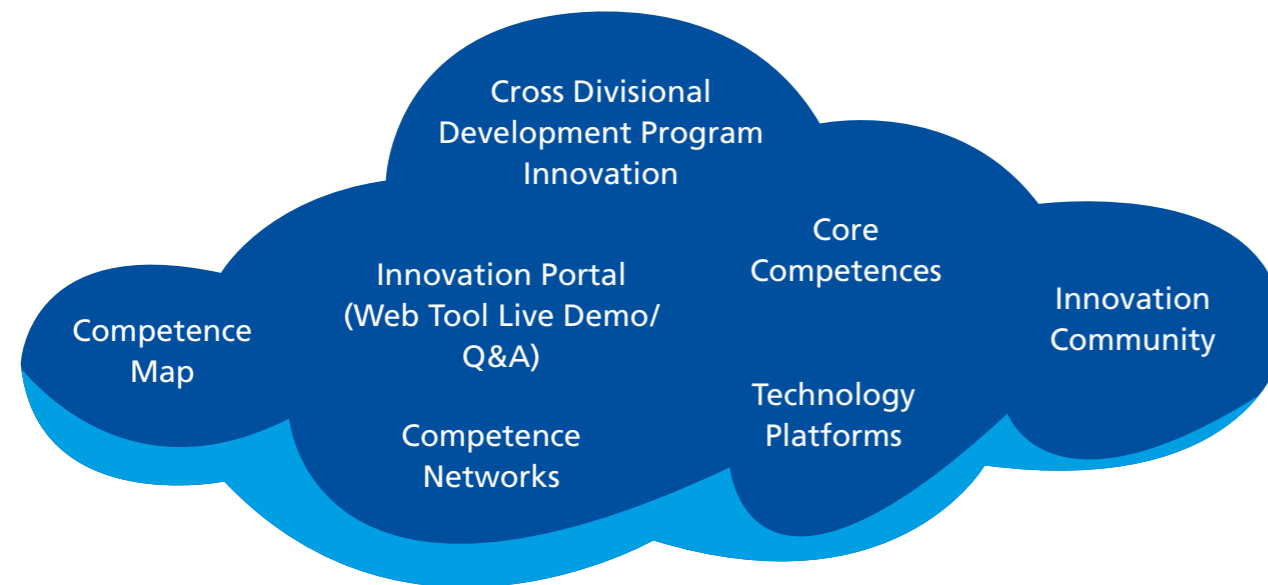 Cross Divisional
Development Program
Innovation
Core
Competences
Innovation Portal
(Web Tool Live Demo/
Q&A)
Innovation
Community
Competence
Map
Technology
Platforms
Competence
Networks